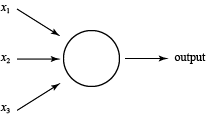 x₁
x₂ output
x₃